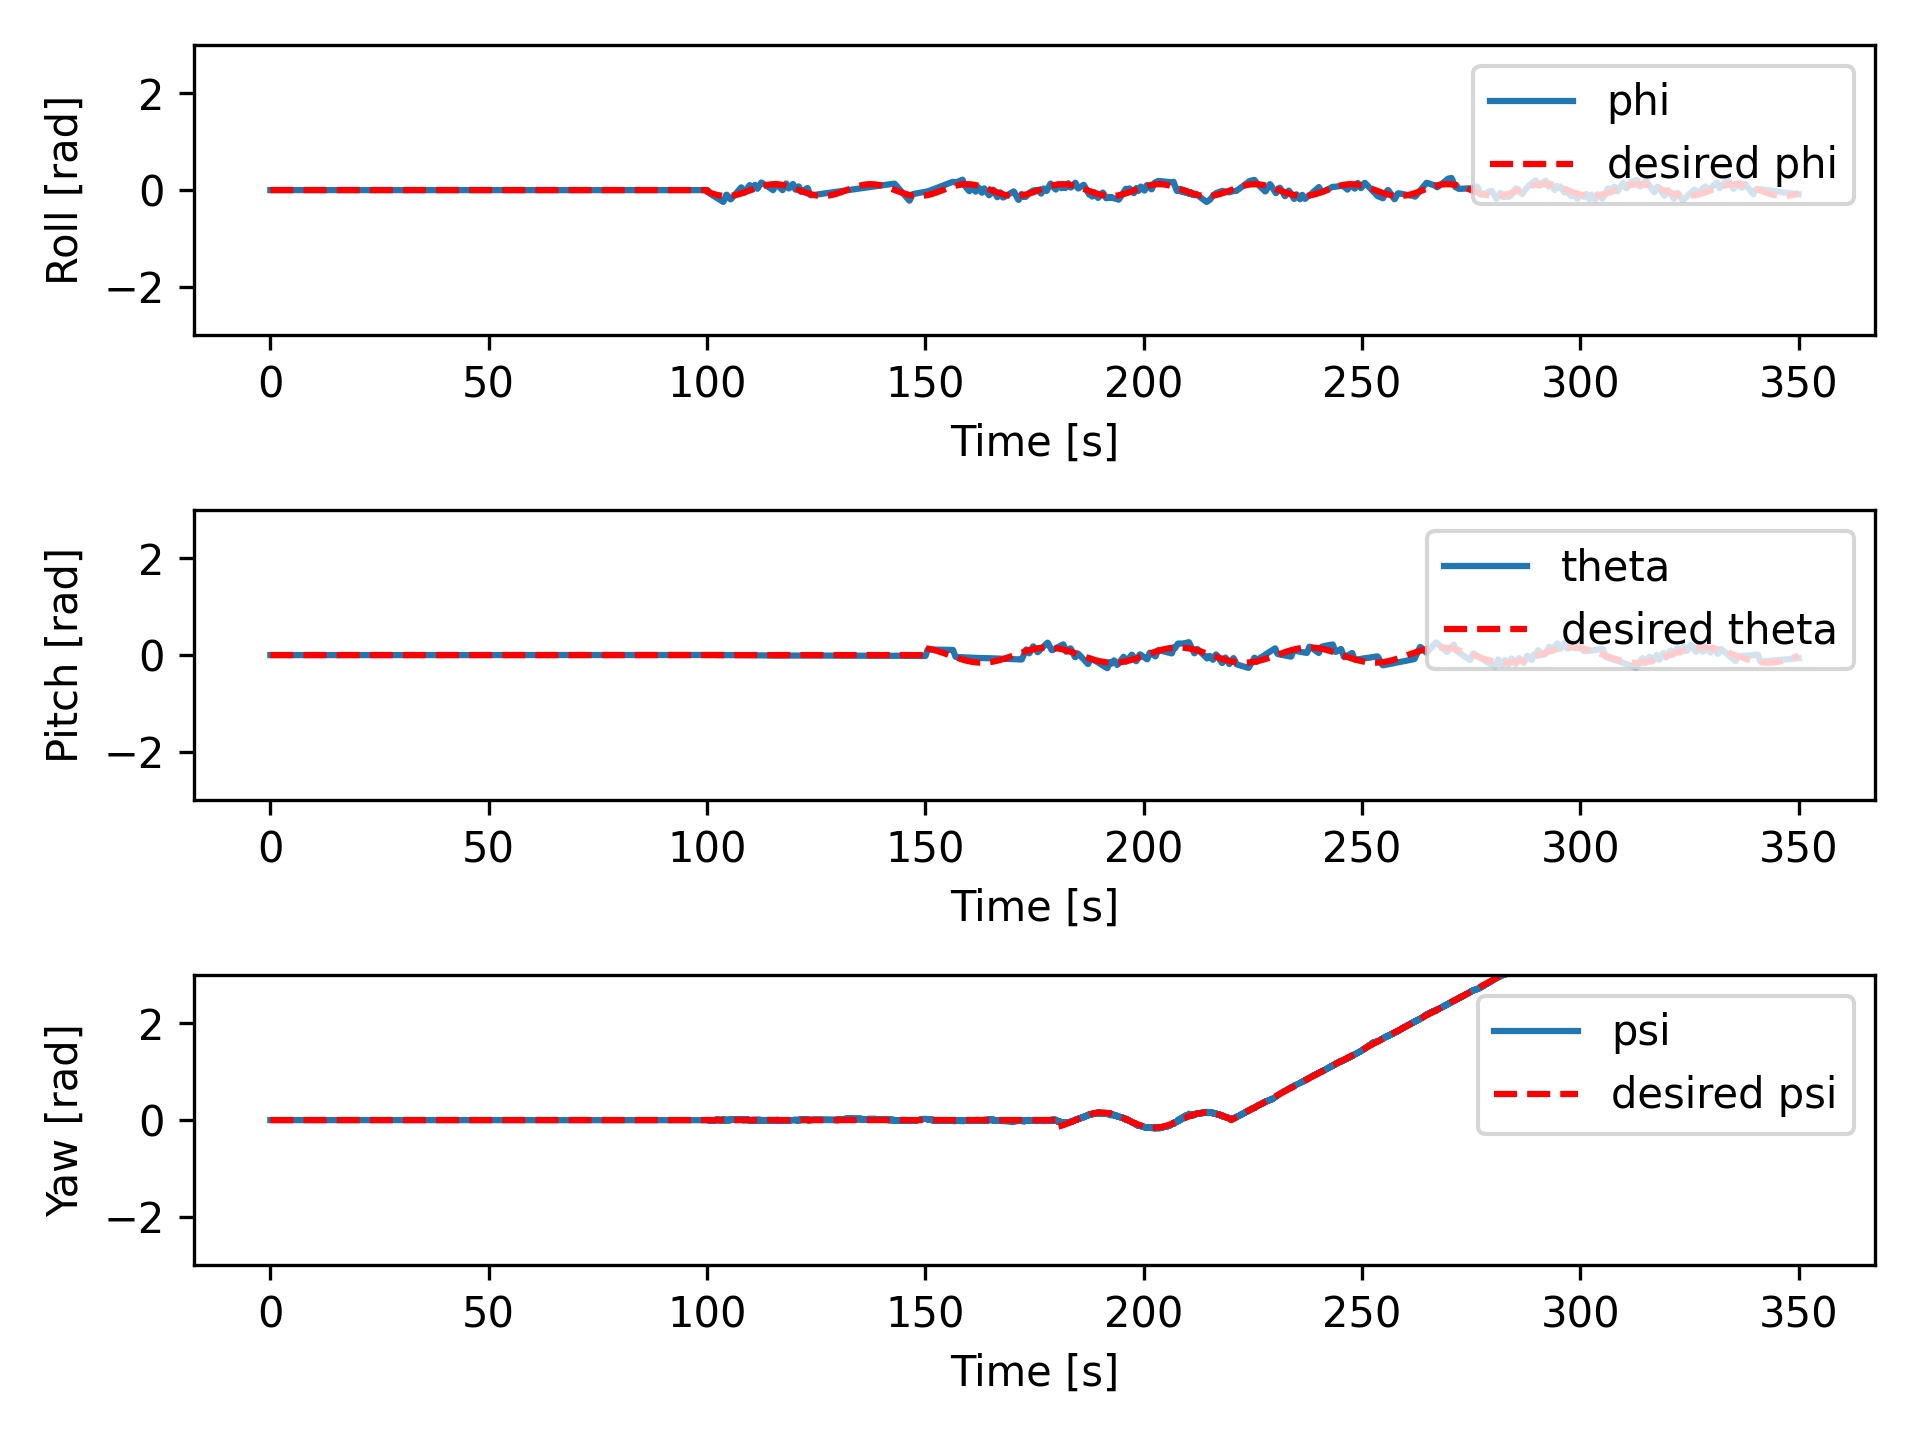 Roll [rad]
2
0
−2
phi
desired phi
0 50 100 150 200 250 300 350
Time [s]
Pitch [rad]
2
0
−2
theta
desired theta
0 50 100 150 200 250 300 350
Time [s]
Yaw [rad]
2
0
−2
psi
desired psi
0 50 100 150 200 250 300 350
Time [s]